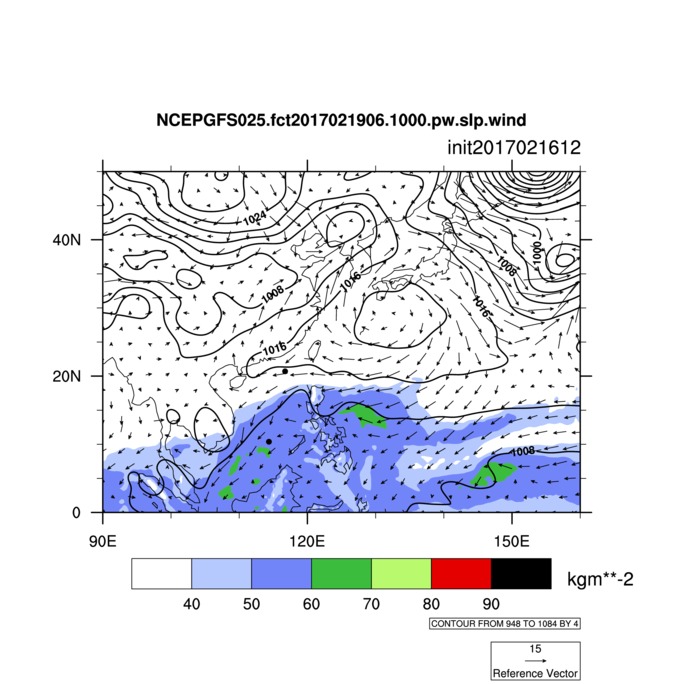 NCEPGFS025.fct2017021906.1000.pw.slp.wind
init2017021612
1024
40N
1000
1008
1008
1016
1016
1016
20N
1008
0
90E 120E 150E
40 50 60 70 80 90 kgm**-2
CONTOUR FROM 948 TO 1084 BY 4
15
Reference Vector